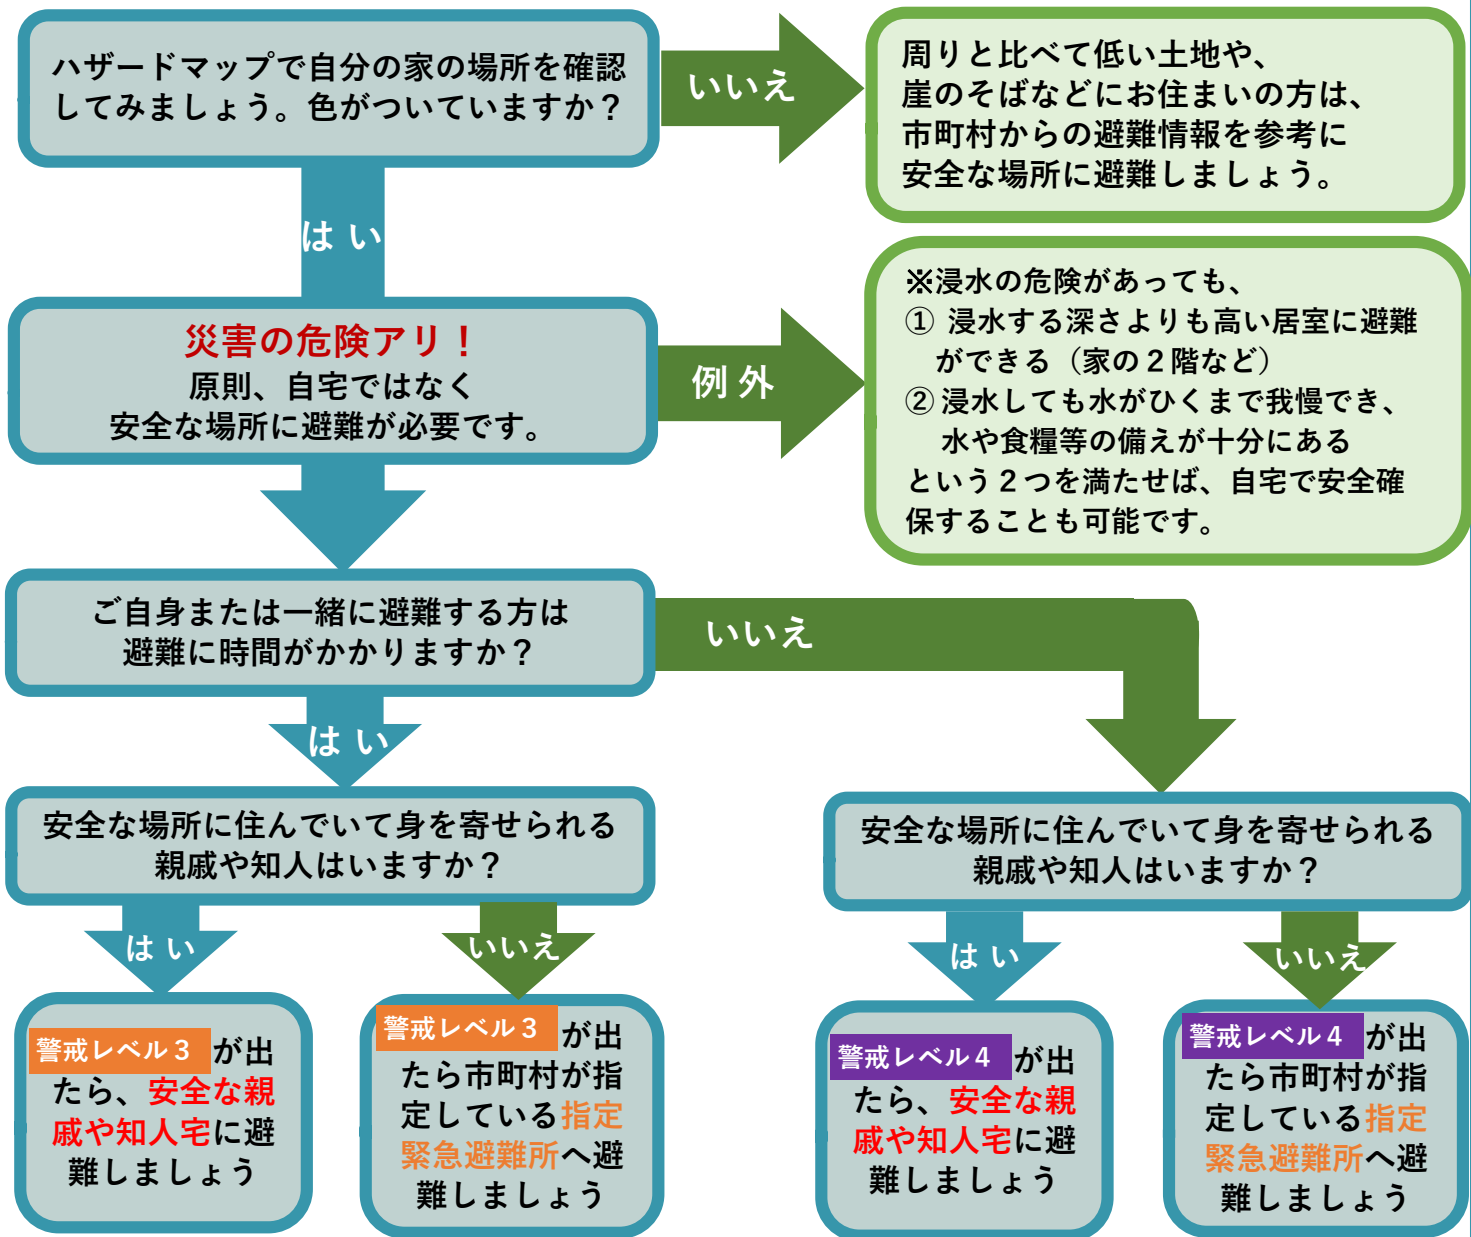 ハザードマップで自分の家の場所を確認
してみましょう。色がついていますか？
いいえ
周りと比べて低い土地や、
崖のそばなどにお住まいの方は、
市町村からの避難情報を参考に
安全な場所に避難しましょう。
はい
災害の危険アリ！
原則、自宅ではなく
安全な場所に避難が必要です。
例外
※浸水の危険があっても、
① 浸水する深さよりも高い居室に避難
ができる（家の２階など）
② 浸水しても水がひくまで我慢でき、
水や食糧等の備えが十分にある
という２つを満たせば、自宅で安全確
保することも可能です。
ご自身または一緒に避難する方は
避難に時間がかかりますか？
いいえ
はい
安全な場所に住んでいて身を寄せられる
親戚や知人はいますか？
安全な場所に住んでいて身を寄せられる
親戚や知人はいますか？
はい
いいえ
はい
いいえ
警戒レベル３ が出
たら、安全な親
戚や知人宅に避
難しましょう
警戒レベル３ が出
たら市町村が指
定している指定
緊急避難所へ避
難しましょう
警戒レベル４ が出
たら、安全な親
戚や知人宅に避
難しましょう
警戒レベル４ が出
たら市町村が指
定している指定
緊急避難所へ避
難しましょう